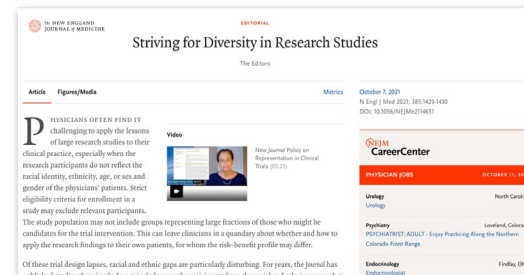 The NEW ENGLAND
JOURNAL of MEDICINE
EDITORIAL
Striving for Diversity in Research Studies
The Editors
Article Figures/Media
Metrics
PHYSICIANS OFTEN FIND IT
challenging to apply the lessons
of large research studies to their
clinical practice, especially when the
research participants do not reflect the
racial identity, ethnicity, age, or sex and
gender of the physicians' patients. Strict
eligibility criteria for enrollment in a
study may exclude relevant participants.
Video
New Journal Policy on
Representation in Clinical
Trials (01:25)
The study population may not include groups representing large fractions of those who might be
candidates for the trial intervention. This can leave clinicians in a quandary about whether and how to
apply the research findings to their own patients, for whom the risk–benefit profile may differ.
Of these trial design lapses, racial and ethnic gaps are particularly disturbing. For years, the Journal has
October 7, 2021
N Engl J Med 2021; 385:1429-1430
DOI: 10.1056/NEJMe2114651
NEJM
CareerCenter
PHYSICIAN JOBS
OCTOBER 11, 20
Urology
North Caroli
Urology
Psychiatry
Loveland, Colora
PSYCHIATRIST: ADULT - Enjoy Practicing Along the Northern
Colorado Front Range
Endocrinology
Findlay, Oh
Endocrinologist